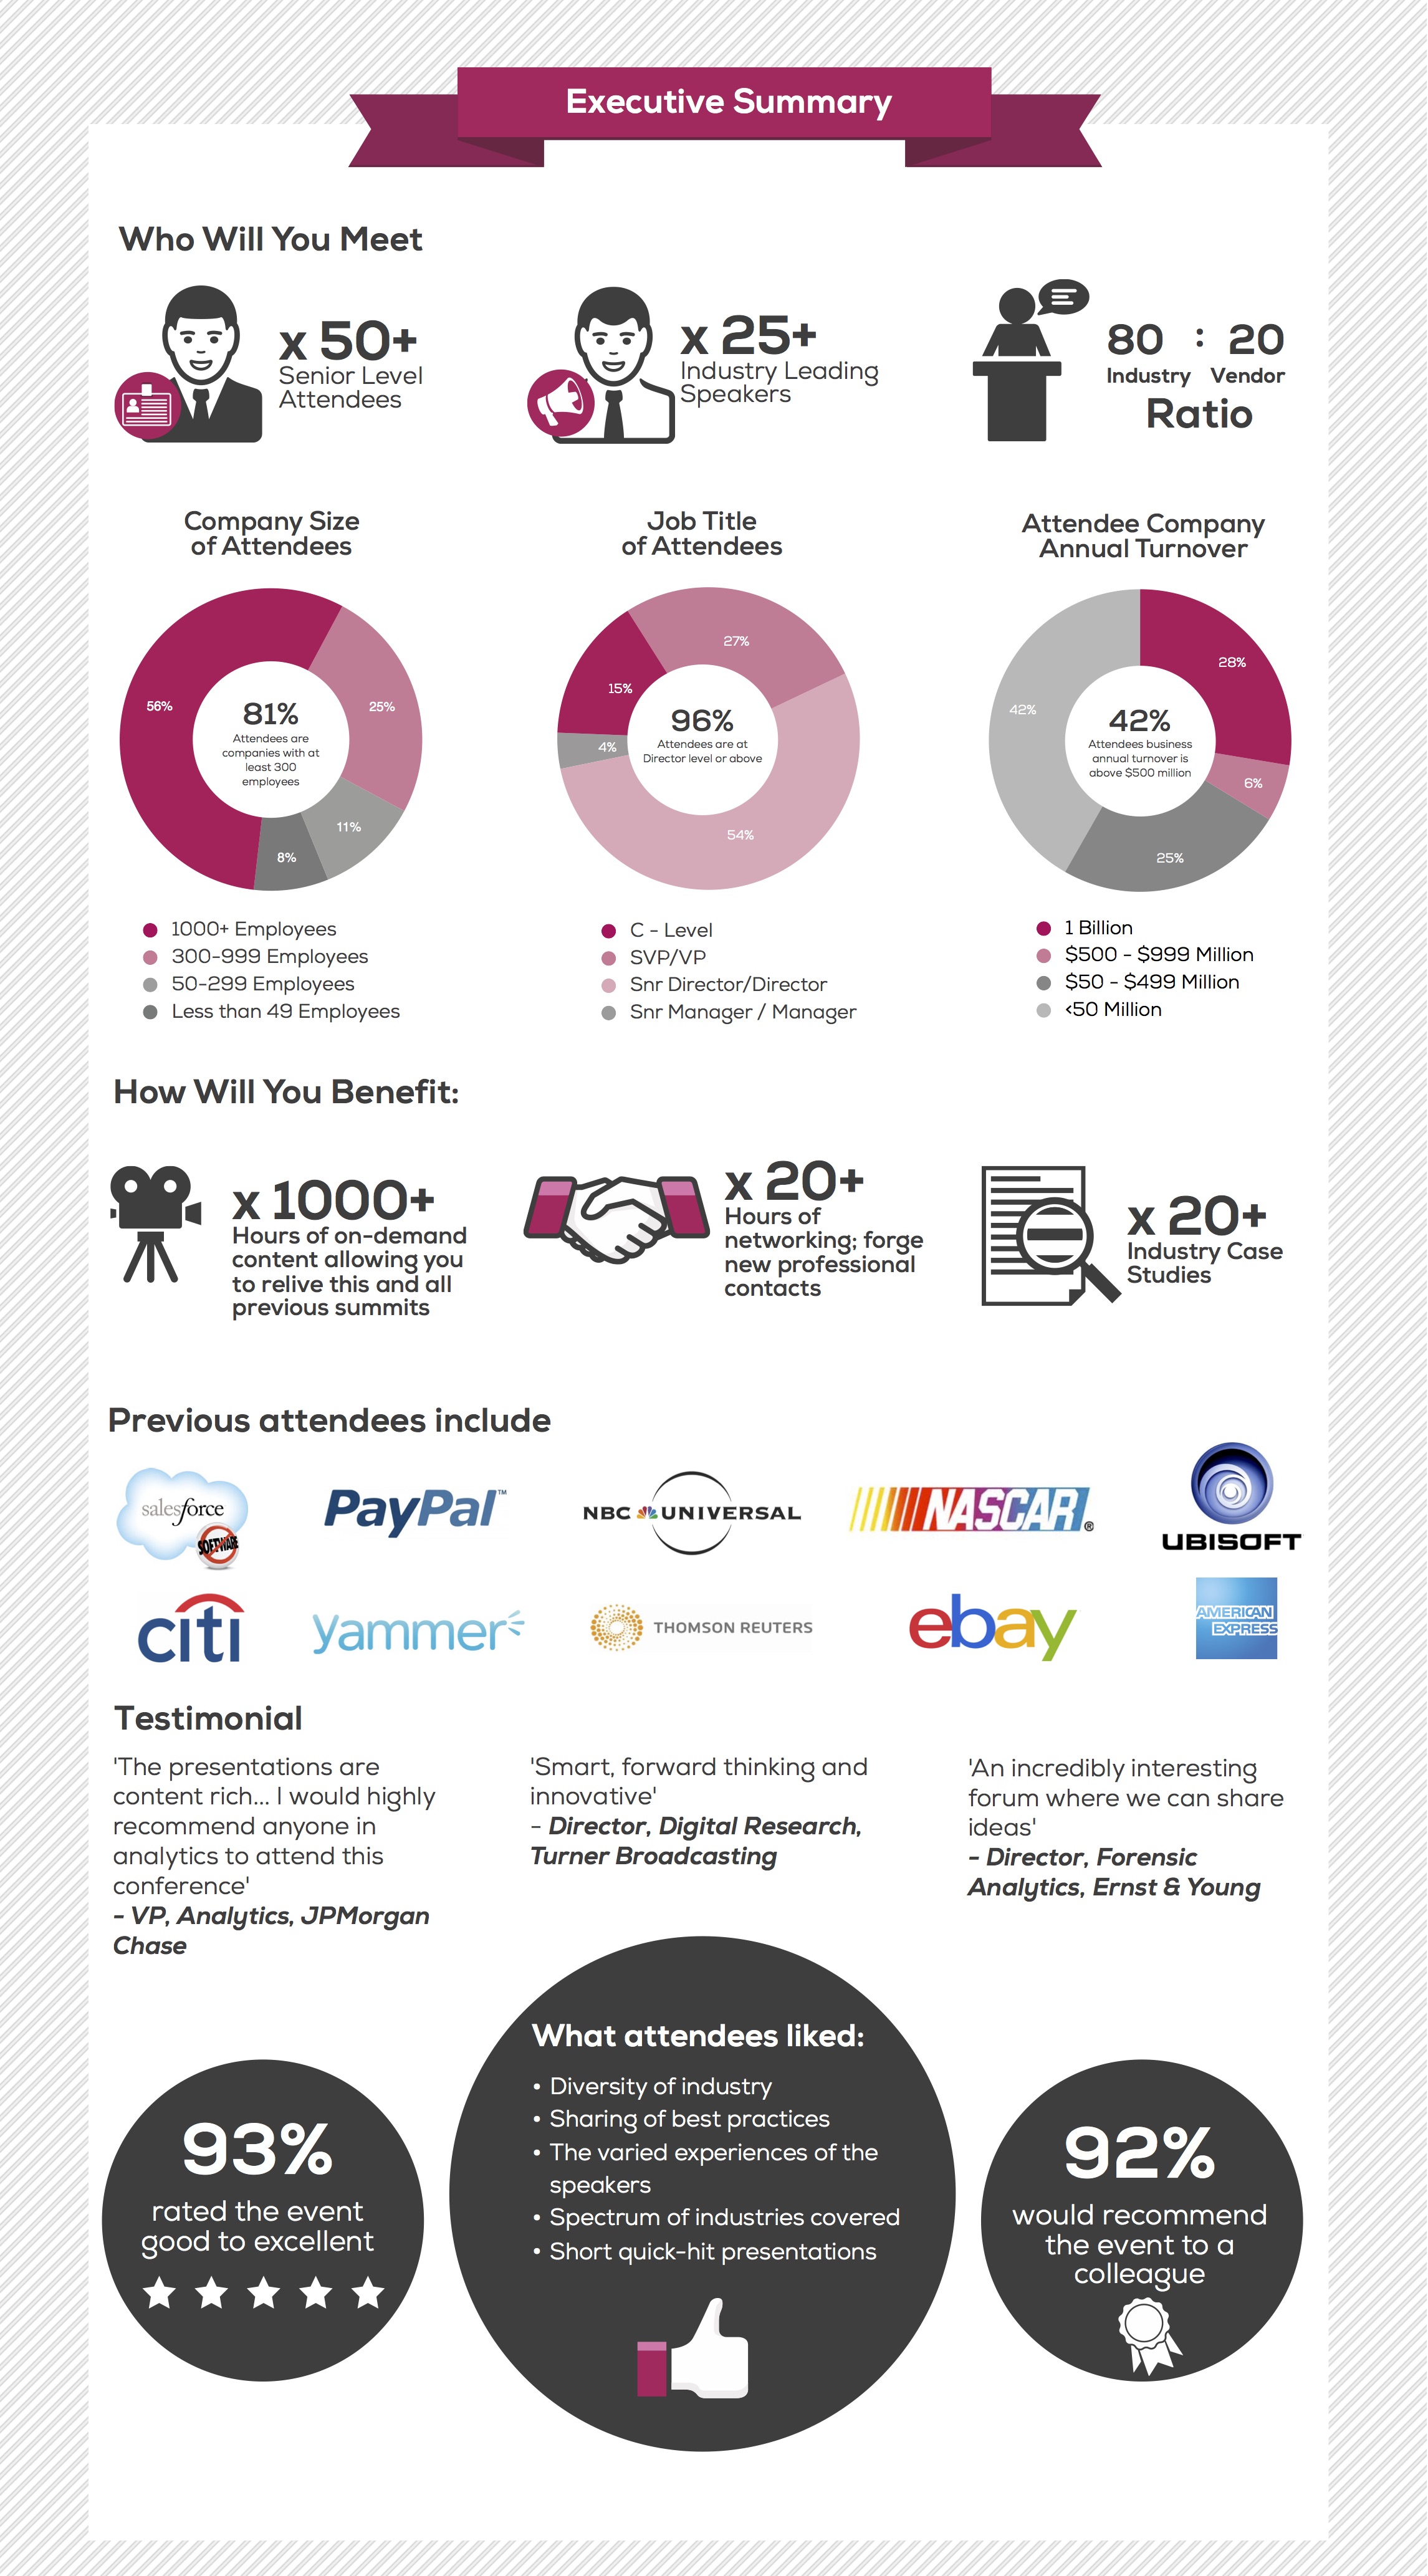 Executive Summary
Who Will You Meet
x 50+
Senior Level
Attendees
x 25+
Industry Leading
Speakers
80 : 20
Industry Vendor
Ratio
Company Size
of Attendees
56%
25%
11%
8%
81%
Attendees are
companies with at
least 300
employees
1000+ Employees
300-999 Employees
50-299 Employees
Less than 49 Employees
Job Title
of Attendees
27%
15%
4%
54%
96%
Attendees are at
Director level or above
C - Level
SVP/VP
Snr Director/Director
Snr Manager / Manager
Attendee Company
Annual Turnover
28%
42%
6%
25%
42%
Attendees business
annual turnover is
above $500 million
1 Billion
$500 - $999 Million
$50 - $499 Million
<50 Million
How Will You Benefit:
x 1000+
Hours of on-demand
content allowing you
to relive this and all
previous summits
x 20+
Hours of
networking; forge
new professional
contacts
x 20+
Industry Case
Studies
Previous attendees include
salesforce
SOFTWARE
PayPal™
NBC UNIVERSAL
NASCAR®
UBISOFT
citi
yammer
THOMSON REUTERS
ebay
AMERICAN
EXPRESS
Testimonial
'The presentations are
content rich... I would highly
recommend anyone in
analytics to attend this
conference'
- VP, Analytics, JPMorgan
Chase
'Smart, forward thinking and
innovative'
- Director, Digital Research,
Turner Broadcasting
'An incredibly interesting
forum where we can share
ideas'
- Director, Forensic
Analytics, Ernst & Young
93%
rated the event
good to excellent
What attendees liked:
• Diversity of industry
• Sharing of best practices
• The varied experiences of the
speakers
• Spectrum of industries covered
• Short quick-hit presentations
92%
would recommend
the event to a
colleague